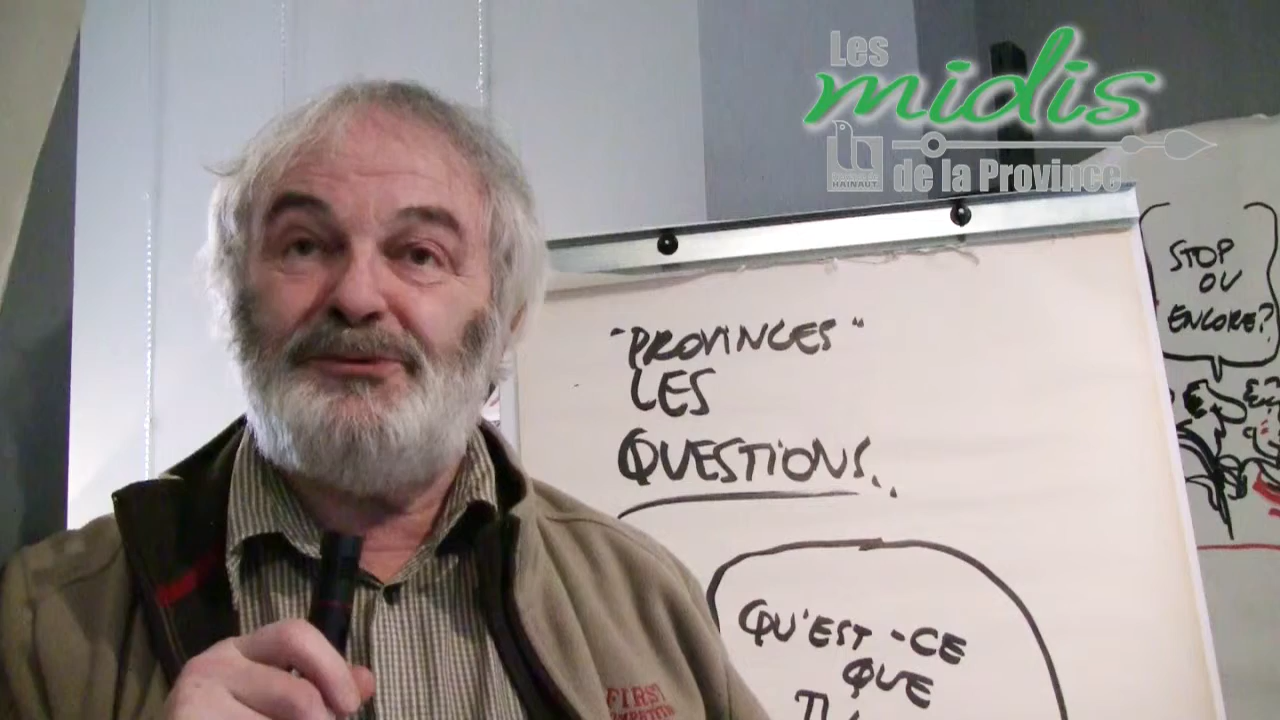 Les
midis
de la Province
HAINAUT
STOP
OU
ENCORE?
"PROVINCES"
LES
QUESTIONS..
QU'EST-CE
QUE
FIRST